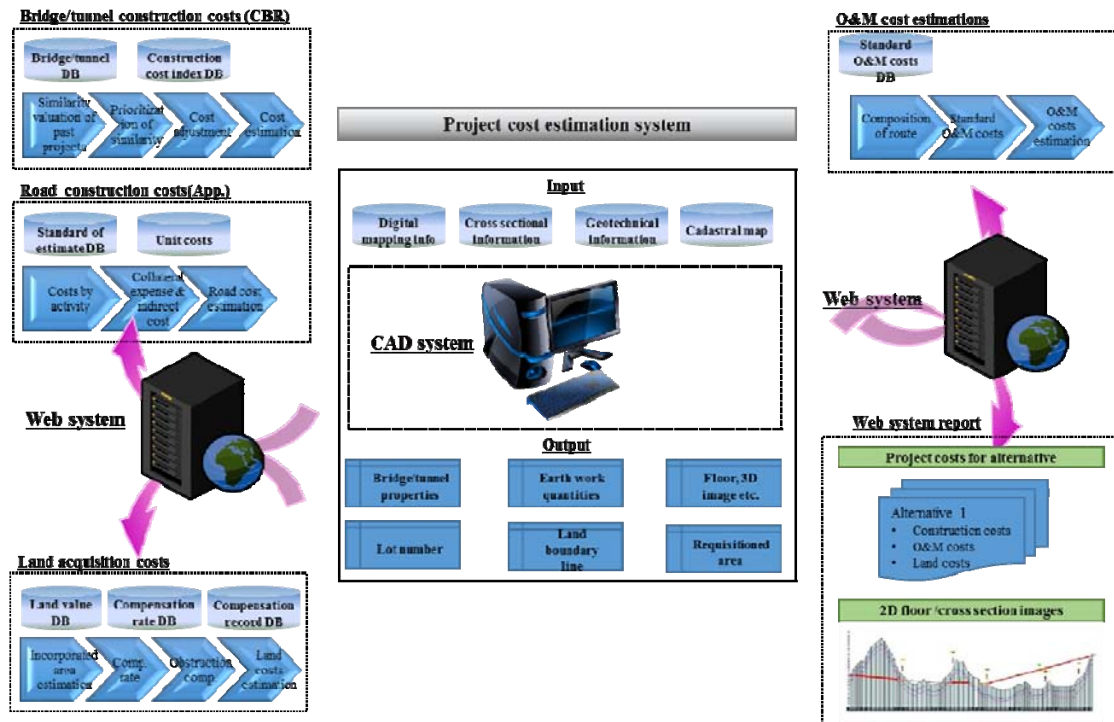 Bridge/tunnel construction costs (CBR)
Bridge/tunnel
DB
Construction
cost index DB
Similarity
valuation of
past
projects
Prioritizat
ion of
similarity
Cost
adjustment
Cost
estimation
Road construction costs(App.)
Standard of
estimate DB
Unit costs
Costs by
activity
Collateral
expense &
indirect
cost
Road cost
estimation
Web system
Land acquisition costs
Land value
DB
Compensation
rate DB
Compensation
record DB
Incorporated
area
estimation
Comp.
rate
Obstruction
comp.
Land
costs
estimation
Project cost estimation system
Input
Digital
mapping info
Cross sectional
information
Geotechnical
information
Cadastral map
CAD system
Output
Bridge/tunnel
properties
Earth work
quantities
Floor, 3D
image etc.
Lot number
Land
boundary
line
Requisitioned
area
O&M cost estimations
Standard
O&M costs
DB
Composition
of route
Standard
O&M costs
O&M
costs
estimation
Web system
Web system report
Project costs for alternative
Alternative 1
• Construction costs
• O&M costs
• Land costs
2D floor /cross section images